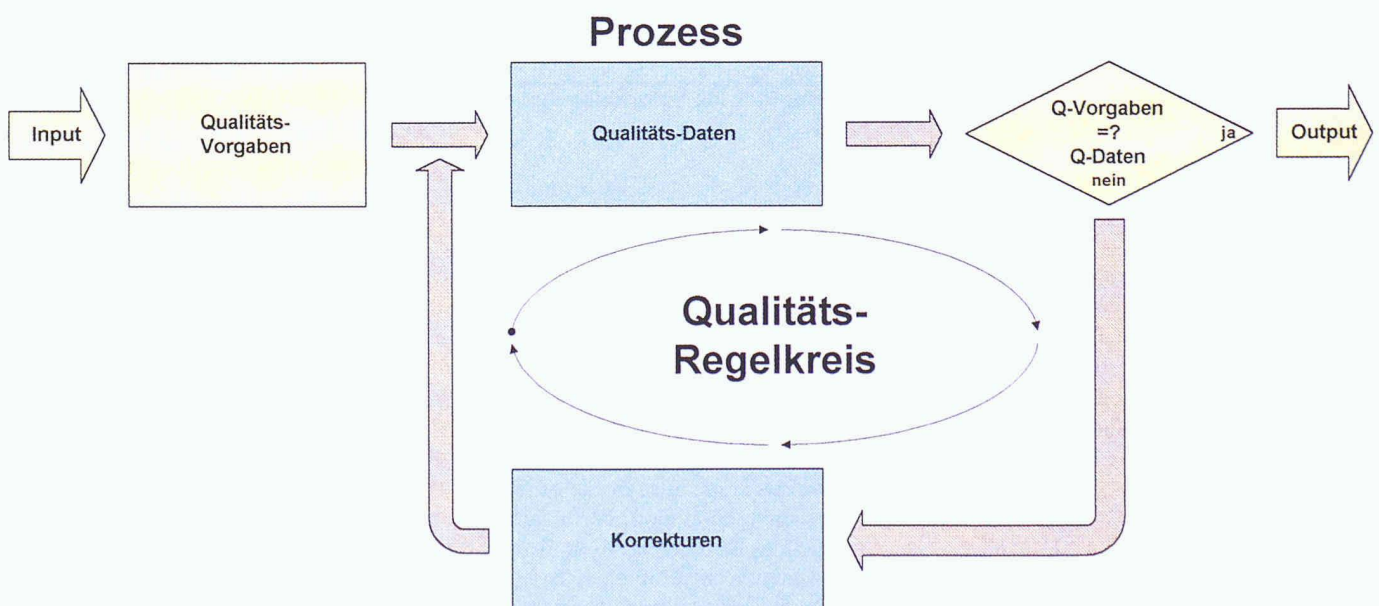 Prozess
Input
Qualitäts-
Vorgaben
Qualitäts-Daten
Q-Vorgaben
=?
Q-Daten
nein
ja
Output
Qualitäts-
Regelkreis
Korrekturen